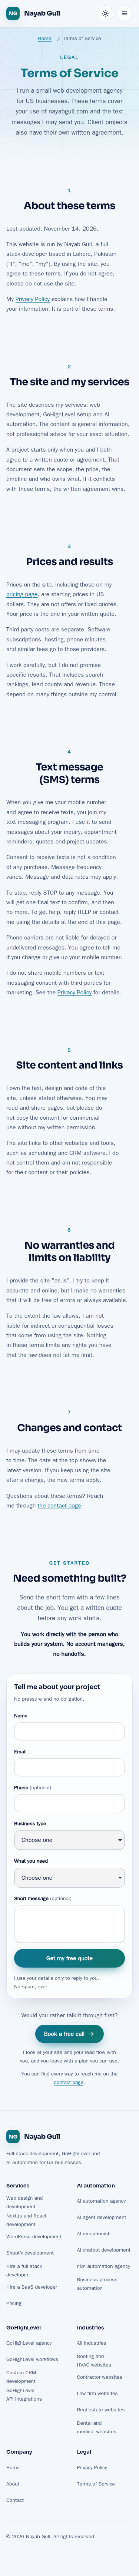 NG Nayab Gull
Home / Terms of Service
LEGAL
Terms of Service
I run a small web development agency
for US businesses. These terms cover
your use of nayabgull.com and the text
messages I may send you. Client projects
also have their own written agreement.
1
About these terms
Last updated: November 14, 2026.
This website is run by Nayab Gull, a full-
stack developer based in Lahore, Pakistan
("I", "me", "my"). By using the site, you
agree to these terms. If you do not agree,
please do not use the site.
My Privacy Policy explains how I handle
your information. It is part of these terms.
2
The site and my services
The site describes my services: web
development, GoHighLevel setup and AI
automation. The content is general information,
not professional advice for your exact situation.
A project starts only when you and I both
agree to a written quote or agreement. That
document sets the scope, the price, the
timeline and who owns what. If it conflicts
with these terms, the written agreement wins.
3
Prices and results
Prices on the site, including those on my
pricing page, are starting prices in US
dollars. They are not offers or fixed quotes.
Your price is the one in your written quote.
Third-party costs are separate. Software
subscriptions, hosting, phone minutes
and similar fees go to those providers.
I work carefully, but I do not promise
specific results. That includes search
rankings, lead counts and revenue. Those
depend on many things outside my control.
4
Text message
(SMS) terms
When you give me your mobile number
and agree to receive texts, you join my
text messaging program. I use it to send
messages about your inquiry, appointment
reminders, quotes and project updates.
Consent to receive texts is not a condition
of any purchase. Message frequency
varies. Message and data rates may apply.
To stop, reply STOP to any message. You
will get one final text to confirm, and then
no more. To get help, reply HELP or contact
me using the details at the end of this page.
Phone carriers are not liable for delayed or
undelivered messages. You agree to tell me
if you change or give up your mobile number.
I do not share mobile numbers or text
messaging consent with third parties for
marketing. See the Privacy Policy for details.
5
Site content and links
I own the text, design and code of this
site, unless stated otherwise. You may
read and share pages, but please do
not copy the content for commercial
use without my written permission.
The site links to other websites and tools,
such as scheduling and CRM software. I do
not control them and am not responsible
for their content or their policies.
6
No warranties and
limits on liability
I provide the site "as is". I try to keep it
accurate and online, but I make no warranties
that it will be free of errors or always available.
To the extent the law allows, I am not
liable for indirect or consequential losses
that come from using the site. Nothing
in these terms limits any rights you have
that the law does not let me limit.
7
Changes and contact
I may update these terms from time
to time. The date at the top shows the
latest version. If you keep using the site
after a change, the new terms apply.
Questions about these terms? Reach
me through the contact page.
GET STARTED
Need something built?
Send the short form with a few lines
about the job. You get a written quote
before any work starts.
You work directly with the person who
builds your system. No account managers,
no handoffs.
Tell me about your project
No pressure and no obligation.
Name
Email
Phone (optional)
Business type
Choose one
What you need
Choose one
Short message (optional)
Get my free quote
I use your details only to reply to you.
No spam, ever.
Would you rather talk it through first?
Book a free call →
I look at your site and your lead flow with
you, and you leave with a plan you can use.
You can find every way to reach me on the
contact page.
NG Nayab Gull
Full-stack development, GoHighLevel and
AI automation for US businesses.
Services
Web design and
development
Next.js and React
development
WordPress development
Shopify development
Hire a full stack
developer
Hire a SaaS developer
Pricing
AI automation
AI automation agency
AI agent development
AI receptionist
AI chatbot development
n8n automation agency
Business process
automation
GoHighLevel
GoHighLevel agency
GoHighLevel workflows
Custom CRM
development
GoHighLevel
API integrations
Industries
All industries
Roofing and
HVAC websites
Contractor websites
Law firm websites
Real estate websites
Dental and
medical websites
Company
Home
About
Contact
Legal
Privacy Policy
Terms of Service
© 2026 Nayab Gull. All rights reserved.